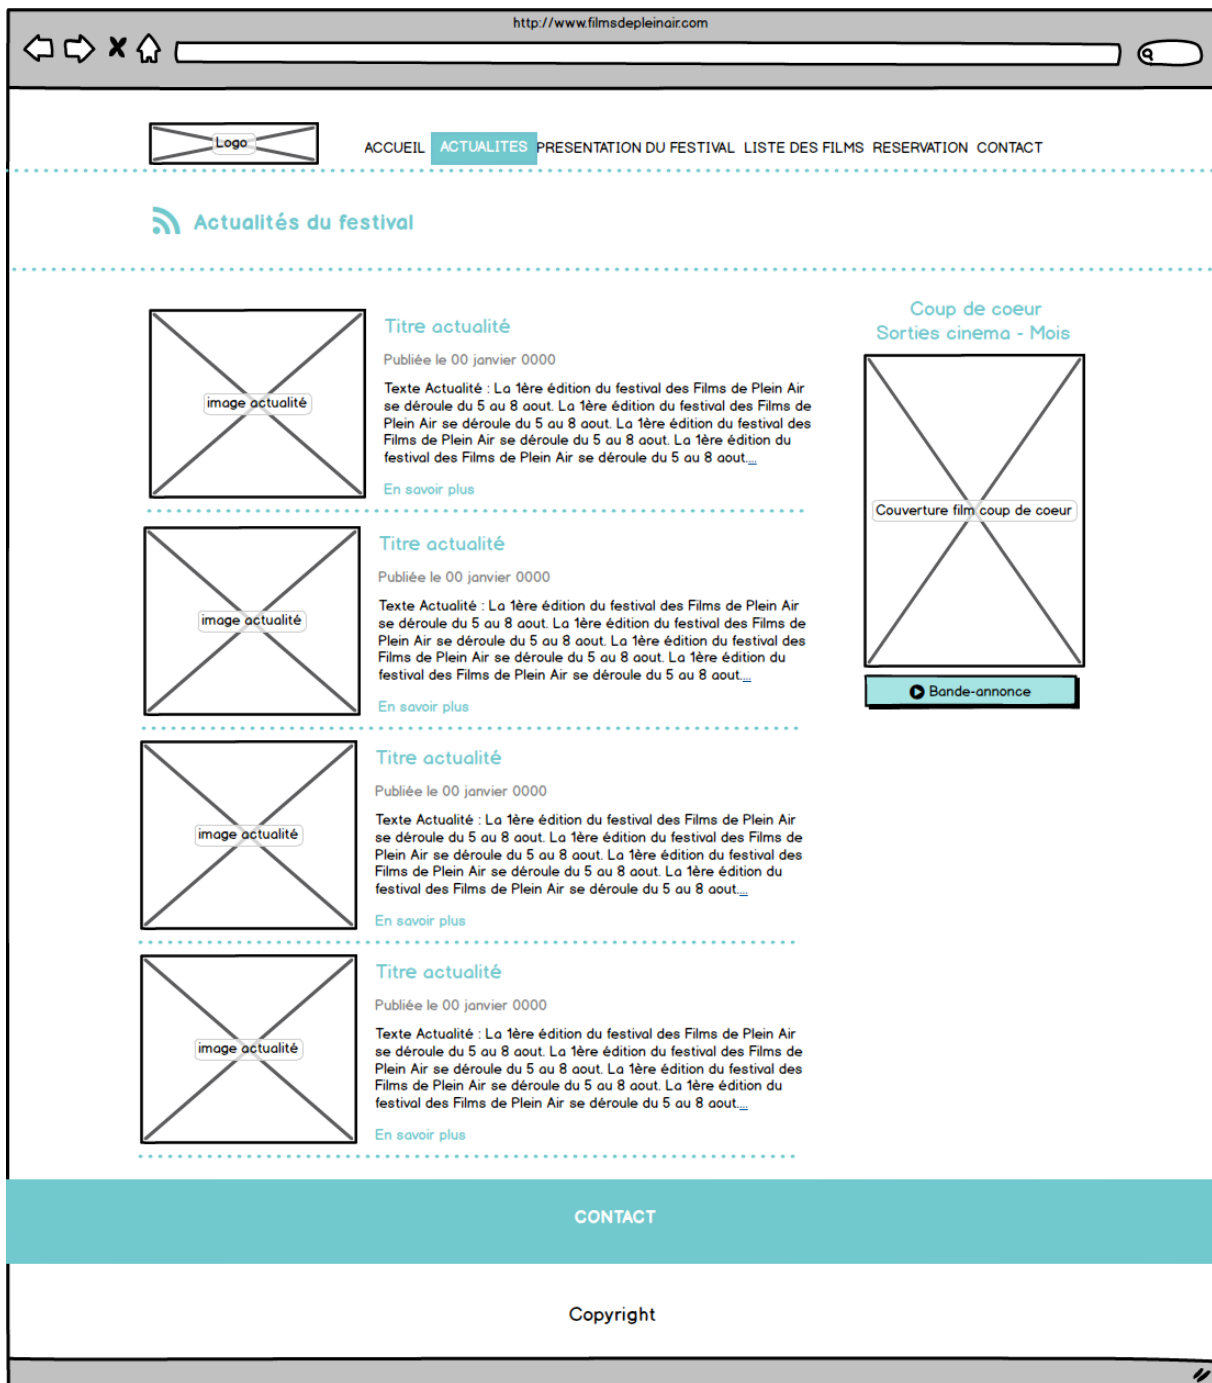 http://www.filmsdepleinair.com
Logo
ACCUEIL ACTUALITES PRESENTATION DU FESTIVAL LISTE DES FILMS RESERVATION CONTACT
Actualités du festival
image actualité
Titre actualité
Publiée le 00 janvier 0000
Texte Actualité : La 1ère édition du festival des Films de Plein Air
se déroule du 5 au 8 aout. La 1ère édition du festival des Films de
Plein Air se déroule du 5 au 8 aout. La 1ère édition du festival des
Films de Plein Air se déroule du 5 au 8 aout. La 1ère édition du
festival des Films de Plein Air se déroule du 5 au 8 aout....
En savoir plus
image actualité
Titre actualité
Publiée le 00 janvier 0000
Texte Actualité : La 1ère édition du festival des Films de Plein Air
se déroule du 5 au 8 aout. La 1ère édition du festival des Films de
Plein Air se déroule du 5 au 8 aout. La 1ère édition du festival des
Films de Plein Air se déroule du 5 au 8 aout. La 1ère édition du
festival des Films de Plein Air se déroule du 5 au 8 aout....
En savoir plus
image actualité
Titre actualité
Publiée le 00 janvier 0000
Texte Actualité : La 1ère édition du festival des Films de Plein Air
se déroule du 5 au 8 aout. La 1ère édition du festival des Films de
Plein Air se déroule du 5 au 8 aout. La 1ère édition du festival des
Films de Plein Air se déroule du 5 au 8 aout. La 1ère édition du
festival des Films de Plein Air se déroule du 5 au 8 aout....
En savoir plus
image actualité
Titre actualité
Publiée le 00 janvier 0000
Texte Actualité : La 1ère édition du festival des Films de Plein Air
se déroule du 5 au 8 aout. La 1ère édition du festival des Films de
Plein Air se déroule du 5 au 8 aout. La 1ère édition du festival des
Films de Plein Air se déroule du 5 au 8 aout. La 1ère édition du
festival des Films de Plein Air se déroule du 5 au 8 aout....
En savoir plus
Coup de coeur
Sorties cinema - Mois
Couverture film coup de coeur
Bande-annonce
CONTACT
Copyright